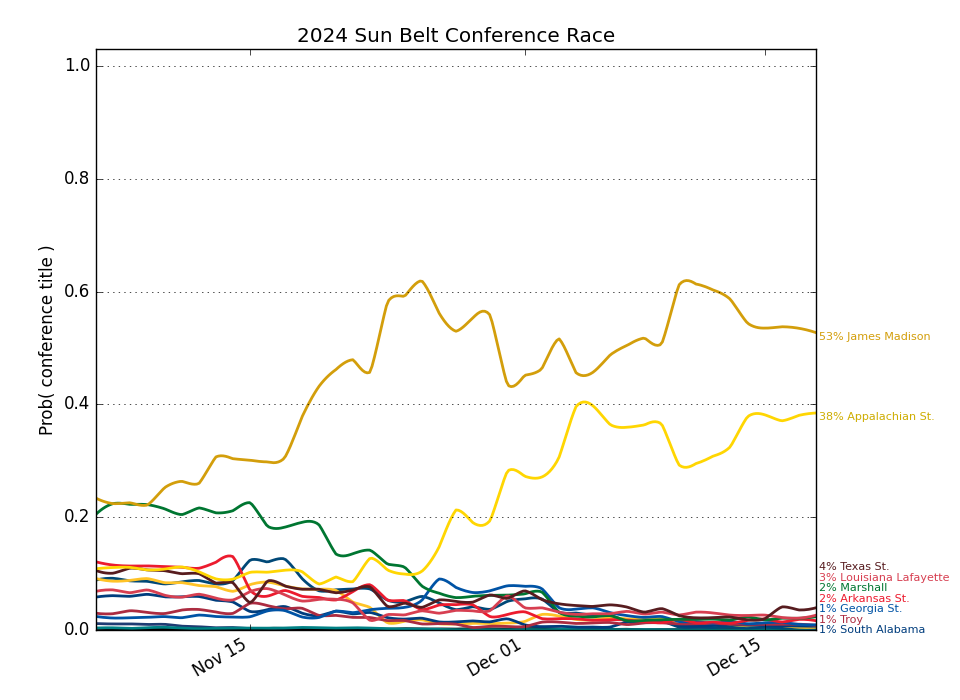 2024 Sun Belt Conference Race
Prob( conference title )
1.0
0.8
0.6
0.4
0.2
0.0
Nov 15
Dec 01
Dec 15
53% James Madison
38% Appalachian St.
4% Texas St.
3% Louisiana Lafayette
2% Marshall
2% Arkansas St.
1% Georgia St.
1% Troy
1% South Alabama